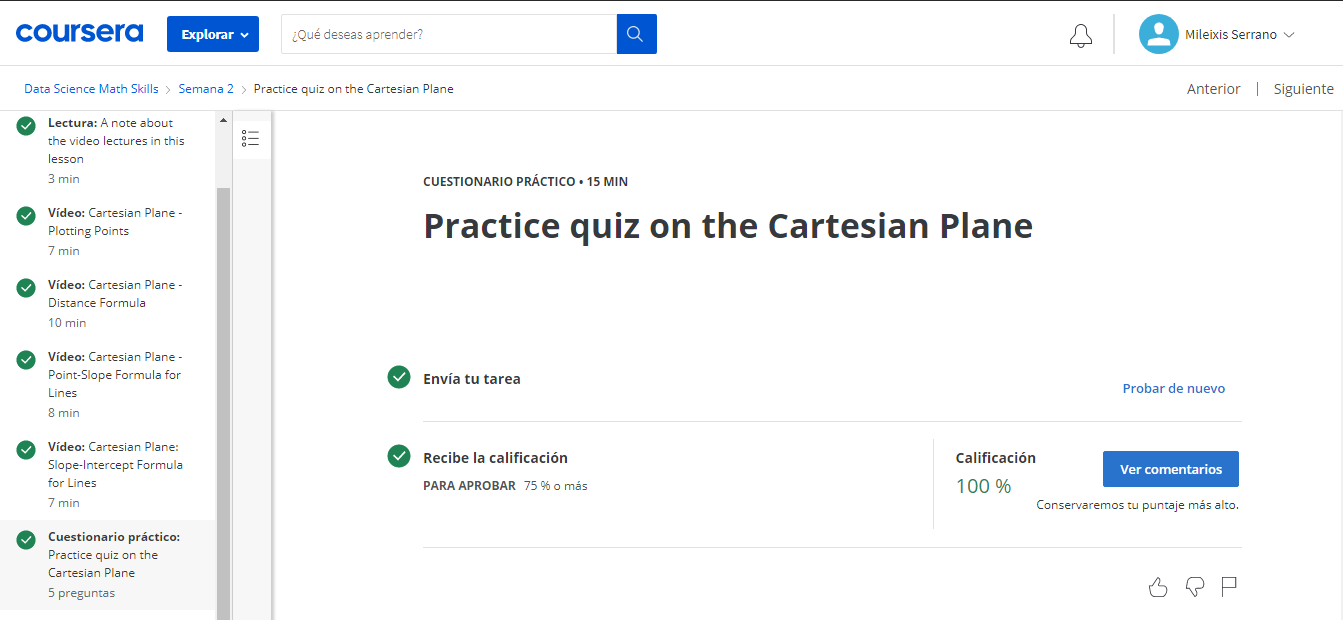 coursera
Explorar
¿Qué deseas aprender?
Mileixis Serrano
Data Science Math Skills > Semana 2 > Practice quiz on the Cartesian Plane
Anterior | Siguiente
Lectura: A note about
the video lectures in this
lesson
3 min
Vídeo: Cartesian Plane -
Plotting Points
7 min
Vídeo: Cartesian Plane -
Distance Formula
10 min
Vídeo: Cartesian Plane -
Point-Slope Formula for
Lines
8 min
Vídeo: Cartesian Plane:
Slope-Intercept Formula
for Lines
7 min
Cuestionario práctico:
Practice quiz on the
Cartesian Plane
5 preguntas
CUESTIONARIO PRÁCTICO • 15 MIN
Practice quiz on the Cartesian Plane
Envía tu tarea
Probar de nuevo
Recibe la calificación
PARA APROBAR 75 % o más
Calificación
100 %
Ver comentarios
Conservaremos tu puntaje más alto.